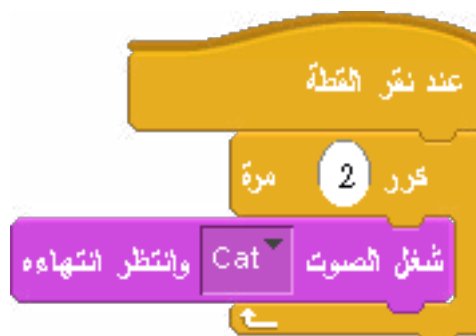 عند نقر القطة
كرر 2 مرة
شغل الصوت Cat وانتظر انتهاءه